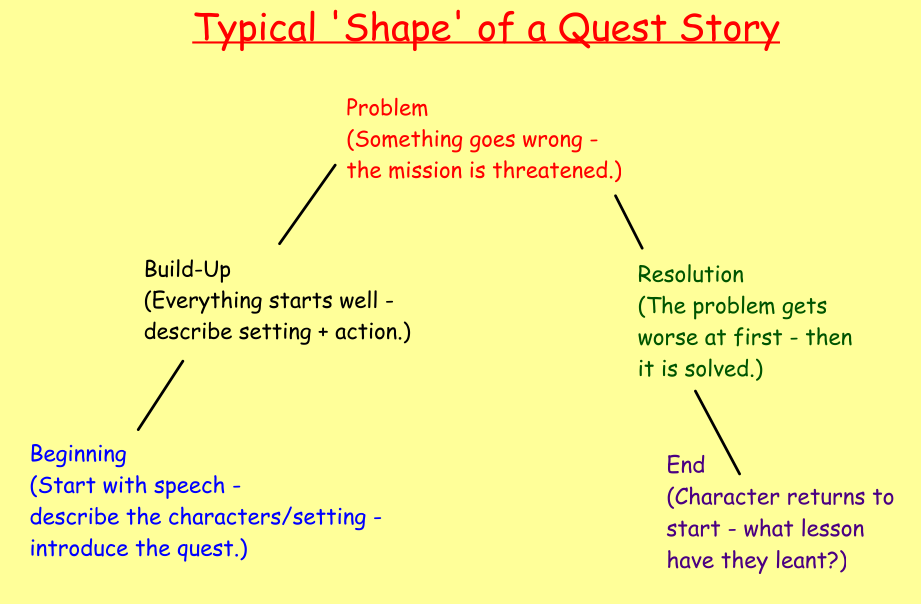 Typical 'Shape' of a Quest Story
Problem
(Something goes wrong -
the mission is threatened.)
Build-Up
(Everything starts well -
describe setting + action.)
Resolution
(The problem gets
worse at first - then
it is solved.)
Beginning
(Start with speech -
describe the characters/setting -
introduce the quest.)
End
(Character returns to
start - what lesson
have they leant?)